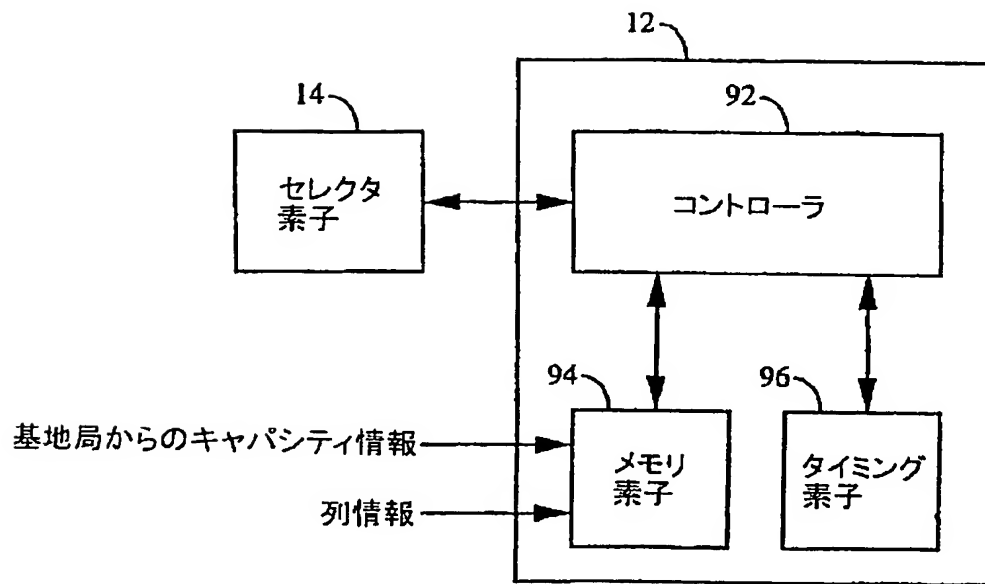 12
14
92
セレクタ
素子
コントローラ
94
96
基地局からのキャパシティ情報
メモリ
素子
タイミング
素子
列情報